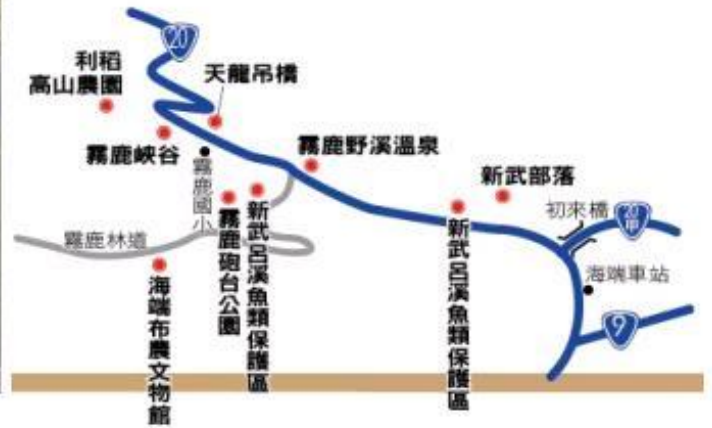 20
利稻
高山農園
天龍吊橋
霧鹿峽谷
霧鹿國小
霧鹿野溪溫泉
新武部落
初來橋
20甲
霧鹿林道
霧鹿砲台公園
新武呂溪魚類保護區
新武呂溪魚類保護區
海端車站
9
海端布農文物館